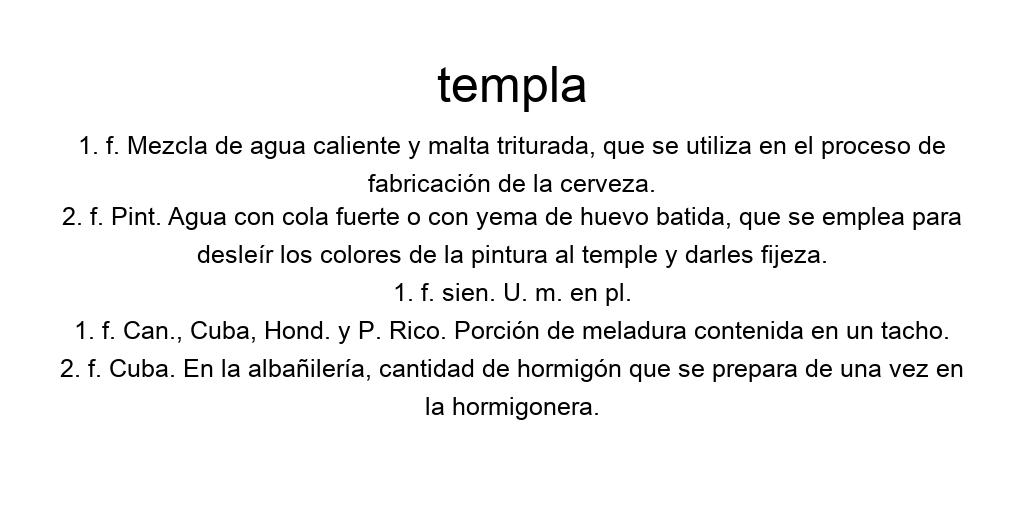 templa
1. f. Mezcla de agua caliente y malta triturada, que se utiliza en el proceso de
fabricación de la cerveza.
2. f. Pint. Agua con cola fuerte o con yema de huevo batida, que se emplea para
desleír los colores de la pintura al temple y darles fijeza.
1. f. sien. U. m. en pl.
1. f. Can., Cuba, Hond. y P. Rico. Porción de meladura contenida en un tacho.
2. f. Cuba. En la albañilería, cantidad de hormigón que se prepara de una vez en
la hormigonera.